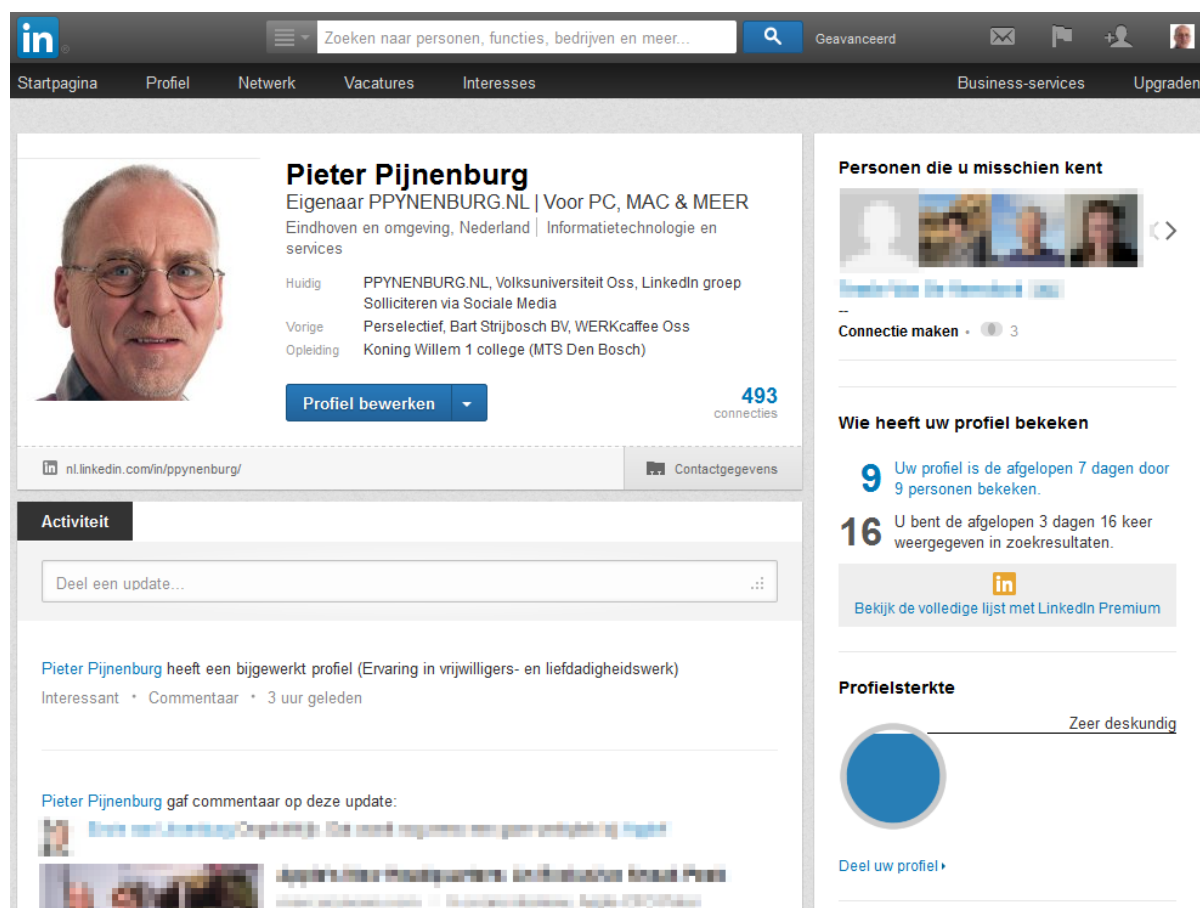 in
Zoeken naar personen, functies, bedrijven en meer...
Geavanceerd
Startpagina Profiel Netwerk Vacatures Interesses Business-services Upgraden
Pieter Pijnenburg
Eigenaar PPYNENBURG.NL | Voor PC, MAC & MEER
Eindhoven en omgeving, Nederland | Informatietechnologie en
services
Huidig PPYNENBURG.NL, Volksuniversiteit Oss, LinkedIn groep
Solliciteren via Sociale Media
Vorige Perselectief, Bart Strijbosch BV, WERKcaffee Oss
Opleiding Koning Willem 1 college (MTS Den Bosch)
Profiel bewerken
493
connecties
in nl.linkedin.com/in/ppynenburg/
Contactgegevens
Activiteit
Deel een update...
Pieter Pijnenburg heeft een bijgewerkt profiel (Ervaring in vrijwilligers- en liefdadigheidswerk)
Interessant • Commentaar • 3 uur geleden
Pieter Pijnenburg gaf commentaar op deze update:
Personen die u misschien kent
--
Connectie maken • 3
Wie heeft uw profiel bekeken
9 Uw profiel is de afgelopen 7 dagen door
9 personen bekeken.
16 U bent de afgelopen 3 dagen 16 keer
weergegeven in zoekresultaten.
in
Bekijk de volledige lijst met LinkedIn Premium
Profielsterkte
Zeer deskundig
Deel uw profiel